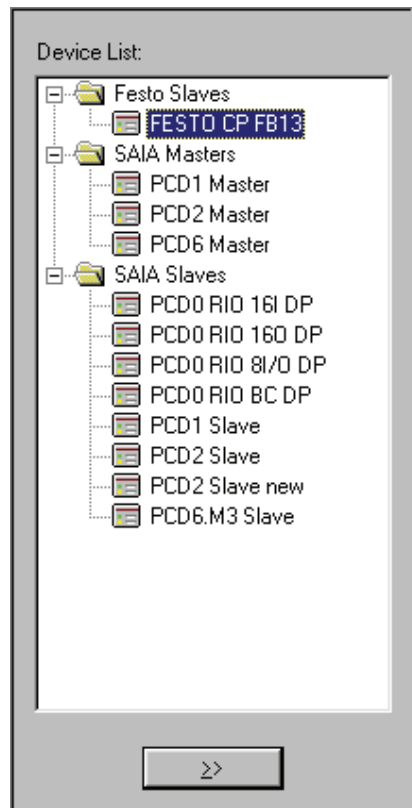 Device List:
Festo Slaves
FESTO CP FB13
SAIA Masters
PCD1 Master
PCD2 Master
PCD6 Master
SAIA Slaves
PCD0 RIO 16I DP
PCD0 RIO 16O DP
PCD0 RIO 8I/O DP
PCD0 RIO BC DP
PCD1 Slave
PCD2 Slave
PCD2 Slave new
PCD6.M3 Slave
>>